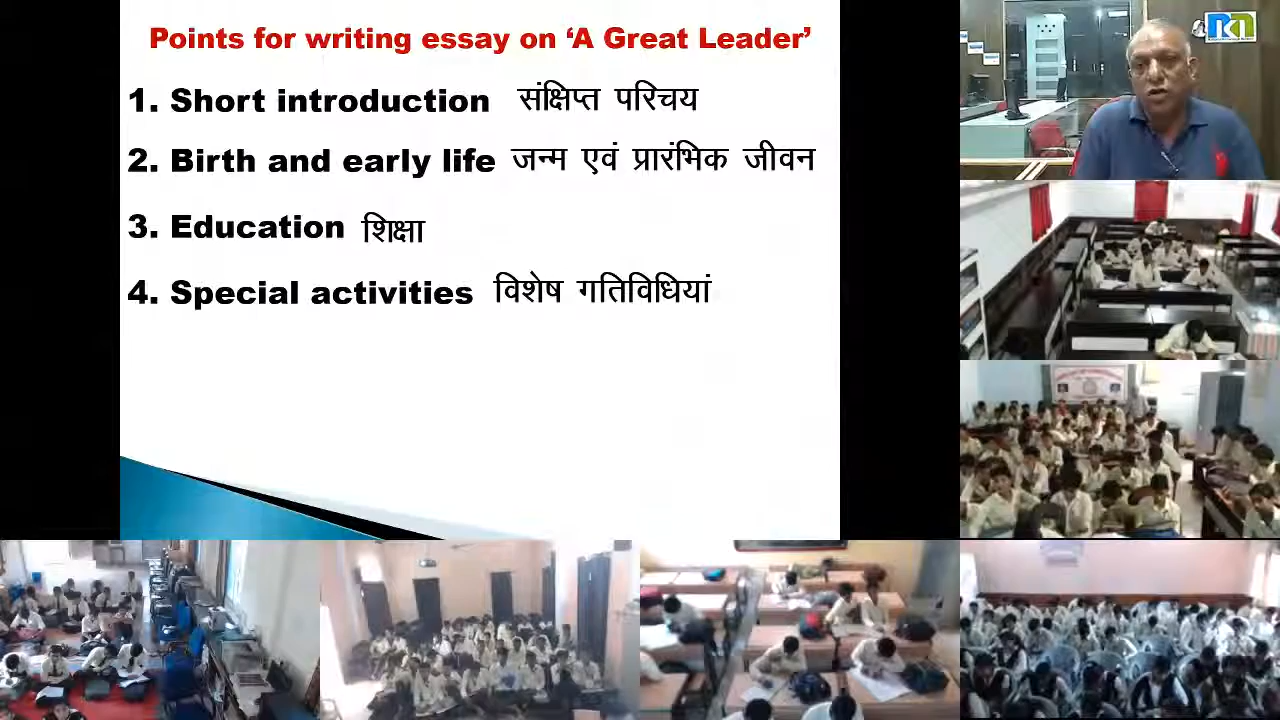 Points for writing essay on ‘A Great Leader’
1. Short introduction संक्षिप्त परिचय
2. Birth and early life जन्म एवं प्रारंभिक जीवन
3. Education शिक्षा
4. Special activities विशेष गतिविधियां